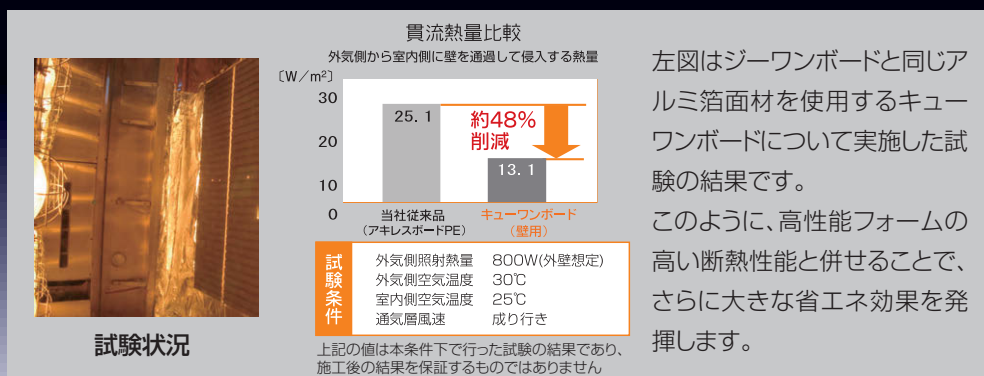 貫流熱量比較
外気側から室内側に壁を通過して侵入する熱量
〔W／m²〕
30
20
10
0
25.1
約48%
削減
13.1
当社従来品
（アキレスボードPE）
キューワンボード
（壁用）
試験条件
外気側照射熱量 800W(外壁想定)
外気側空気温度 30℃
室内側空気温度 25℃
通気層風速 成り行き
上記の値は本条件下で行った試験の結果であり、
施工後の結果を保証するものではありません
試験状況
左図はジーワンボードと同じア
ルミ箔面材を使用するキュー
ワンボードについて実施した試
験の結果です。
このように、高性能フォームの
高い断熱性能と併せることで、
さらに大きな省エネ効果を発
揮します。